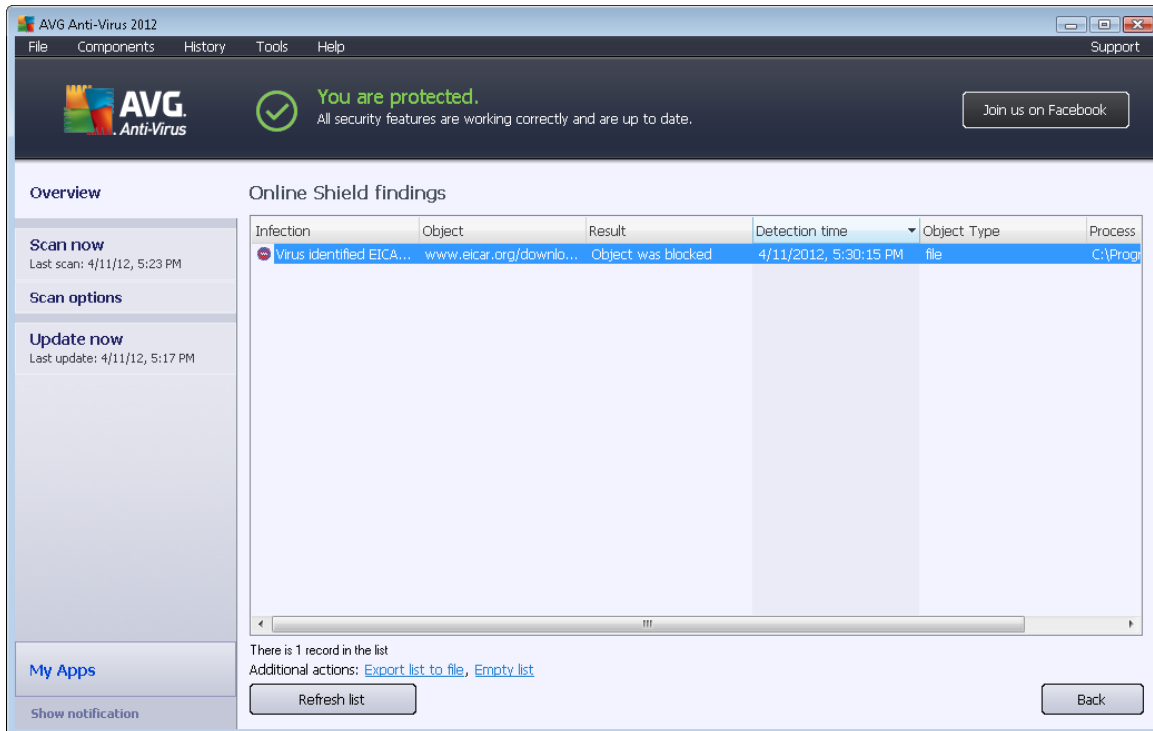 AVG Anti-Virus 2012
File Components History Tools Help Support
AVG.
Anti-Virus
You are protected.
All security features are working correctly and are up to date.
Join us on Facebook
Overview
Scan now
Last scan: 4/11/12, 5:23 PM
Scan options
Update now
Last update: 4/11/12, 5:17 PM
My Apps
Show notification
Online Shield findings
Infection Object Result Detection time Object Type Process
Virus identified EICA... www.eicar.org/downlo... Object was blocked 4/11/2012, 5:30:15 PM file C:\Progr
There is 1 record in the list
Additional actions: Export list to file, Empty list
Refresh list
Back